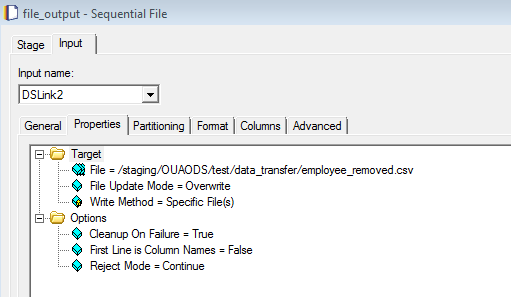 file_output - Sequential File
Stage Input
Input name:
DSLink2
General Properties Partitioning Format Columns Advanced
Target
File = /staging/OUAODS/test/data_transfer/employee_removed.csv
File Update Mode = Overwrite
Write Method = Specific File(s)
Options
Cleanup On Failure = True
First Line is Column Names = False
Reject Mode = Continue